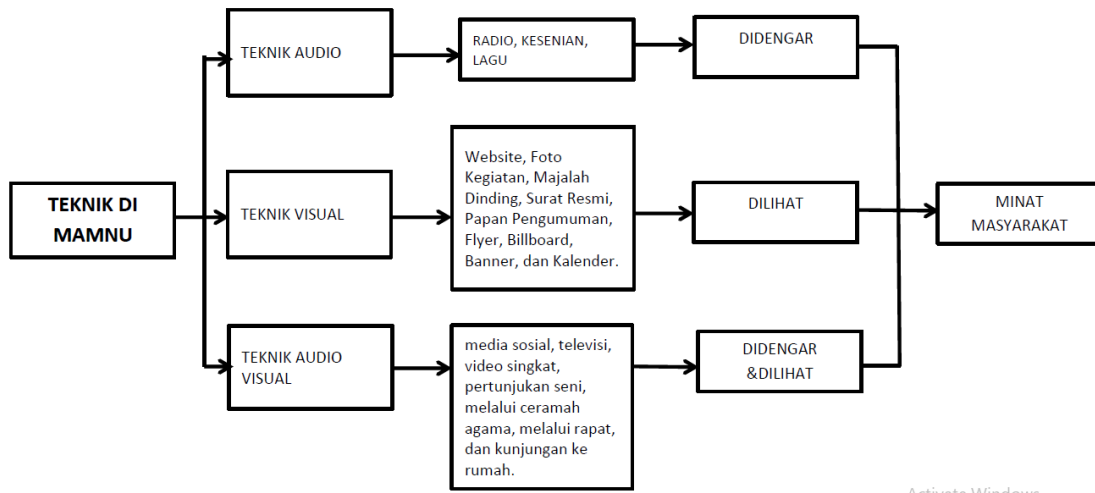 TEKNIK DI
MAMNU
TEKNIK AUDIO
RADIO, KESENIAN,
LAGU
DIDENGAR
TEKNIK VISUAL
Website, Foto
Kegiatan, Majalah
Dinding, Surat Resmi,
Papan Pengumuman,
Flyer, Billboard,
Banner, dan Kalender.
DILIHAT
MINAT
MASYARAKAT
TEKNIK AUDIO
VISUAL
media sosial, televisi,
video singkat,
pertunjukan seni,
melalui ceramah
agama, melalui rapat,
dan kunjungan ke
rumah.
DIDENGAR
&DILIHAT
Activate Windows